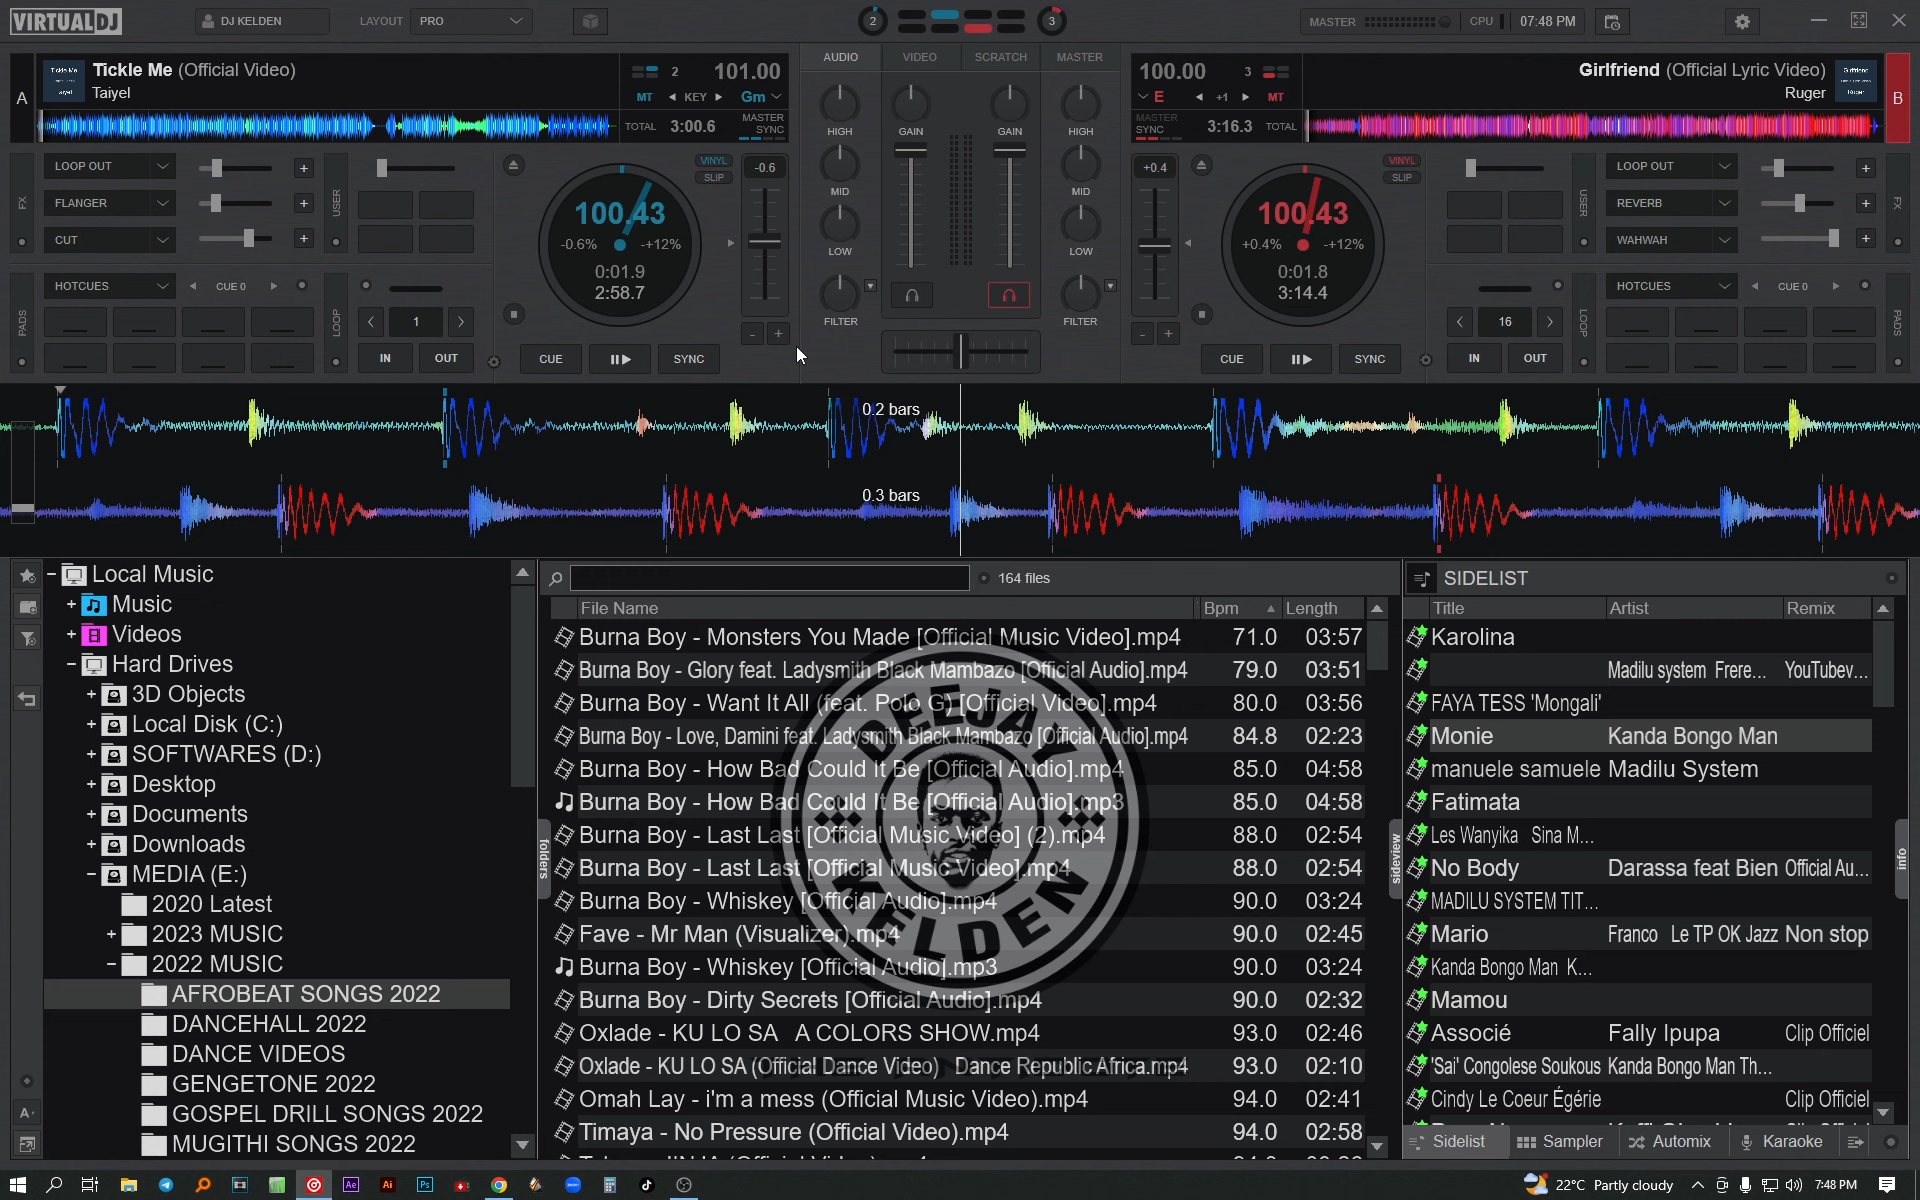 VIRTUALDJ DJ KELDEN LAYOUT PRO 2 3 MASTER CPU 07:48 PM
A Tickle Me (Official Video) 2 101.00 AUDIO VIDEO SCRATCH MASTER 100.00 3 Girlfriend (Official Lyric Video) B
Taiyel MT KEY Gm E +1 MT Ruger
TOTAL 3:00.6 MASTER SYNC HIGH GAIN GAIN HIGH MASTER SYNC 3:16.3 TOTAL
FX LOOP OUT + USER VINYL SLIP -0.6 MID MID +0.4 VINYL SLIP USER LOOP OUT + FX
FLANGER + 100.43 100.43 REVERB +
CUT + -0.6% -+12% LOW LOW +0.4% -+12% WAHWAH +
0:01.9 0:01.8
PADS HOTCUES CUE 0 LOOP 2:58.7 3:14.4 LOOP HOTCUES CUE 0 PADS
1 - + FILTER FILTER - + 16
IN OUT CUE SYNC CUE SYNC IN OUT
0.2 bars
0.3 bars
Local Music
Music
Videos
Hard Drives
3D Objects
Local Disk (C:)
SOFTWARES (D:)
Desktop
Documents
Downloads
MEDIA (E:)
2020 Latest
2023 MUSIC
2022 MUSIC
AFROBEAT SONGS 2022
DANCEHALL 2022
DANCE VIDEOS
GENGETONE 2022
GOSPEL DRILL SONGS 2022
MUGITHI SONGS 2022
folders
164 files
File Name Bpm Length
Burna Boy - Monsters You Made [Official Music Video].mp4 71.0 03:57
Burna Boy - Glory feat. Ladysmith Black Mambazo [Official Audio].mp4 79.0 03:51
Burna Boy - Want It All (feat. Polo G) [Official Video].mp4 80.0 03:56
Burna Boy - Love, Damini feat. Ladysmith Black Mambazo [Official Audio].mp4 84.8 02:23
Burna Boy - How Bad Could It Be [Official Audio].mp4 85.0 04:58
Burna Boy - How Bad Could It Be [Official Audio].mp3 85.0 04:58
Burna Boy - Last Last [Official Music Video] (2).mp4 88.0 02:54
Burna Boy - Last Last [Official Music Video].mp4 88.0 02:54
Burna Boy - Whiskey [Official Audio].mp4 90.0 03:24
Fave - Mr Man (Visualizer).mp4 90.0 02:45
Burna Boy - Whiskey [Official Audio].mp3 90.0 03:24
Burna Boy - Dirty Secrets [Official Audio].mp4 90.0 02:32
Oxlade - KU LO SA A COLORS SHOW.mp4 93.0 02:46
Oxlade - KU LO SA (Official Dance Video) Dance Republic Africa.mp4 93.0 02:10
Omah Lay - i'm a mess (Official Music Video).mp4 94.0 02:41
Timaya - No Pressure (Official Video).mp4 94.0 02:58
DEEJAY KELDEN
sideview
SIDELIST
Title Artist Remix
Karolina
Madilu system Frere... YouTubev...
FAYA TESS 'Mongali'
Monie Kanda Bongo Man
manuele samuele Madilu System
Fatimata
Les Wanyika Sina M...
No Body Darassa feat Bien Official Au...
MADILU SYSTEM TIT...
Mario Franco Le TP OK Jazz Non stop
Kanda Bongo Man K...
Mamou
Associé Fally Ipupa Clip Officiel
'Sai' Congolese Soukous Kanda Bongo Man Th...
Cindy Le Coeur Égérie Clip Officiel
info
Sidelist Sampler Automix Karaoke
Ae Ai Ps 22°C Partly cloudy 7:48 PM